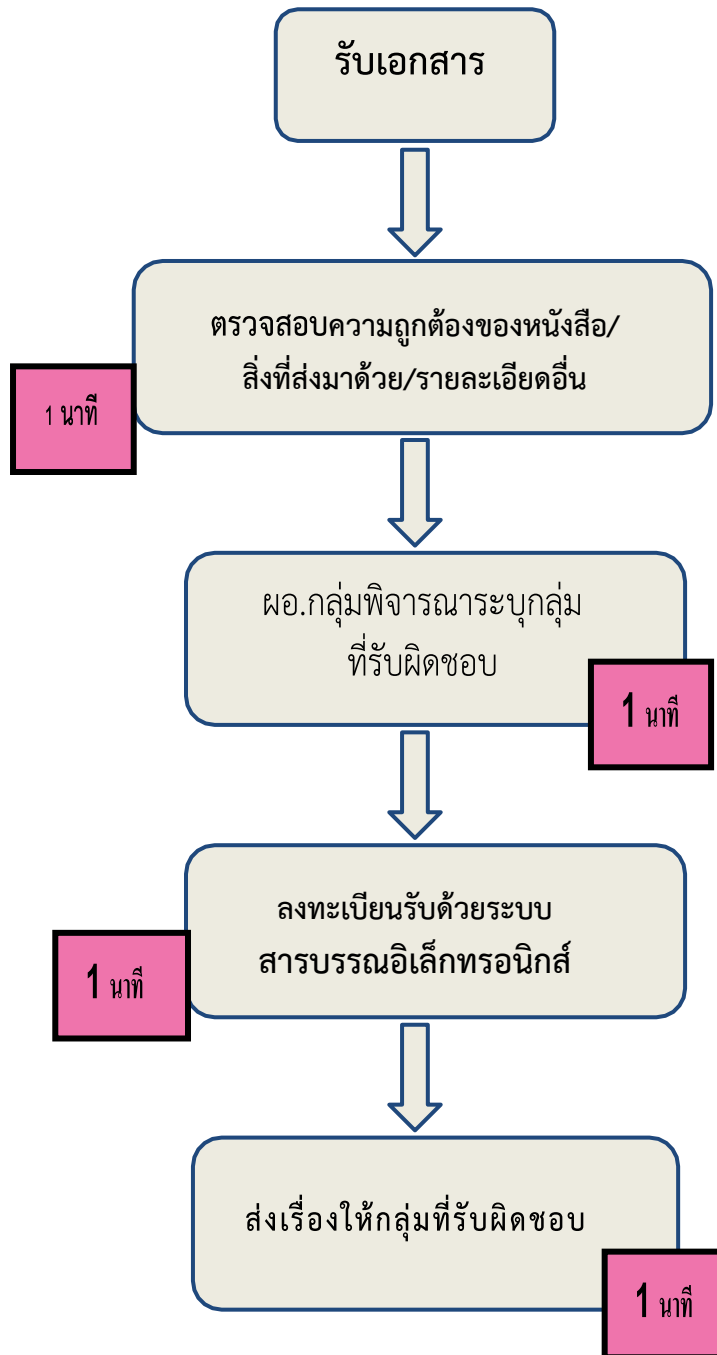 รับเอกสาร
ตรวจสอบความถูกต้องของหนังสือ/
สิ่งที่ส่งมาด้วย/รายละเอียดอื่น
1 นาที
ผอ.กลุ่มพิจารณาระบุกลุ่ม
ที่รับผิดชอบ
1 นาที
ลงทะเบียนรับด้วยระบบ
สารบรรณอิเล็กทรอนิกส์
1 นาที
ส่งเรื่องให้กลุ่มที่รับผิดชอบ
1 นาที